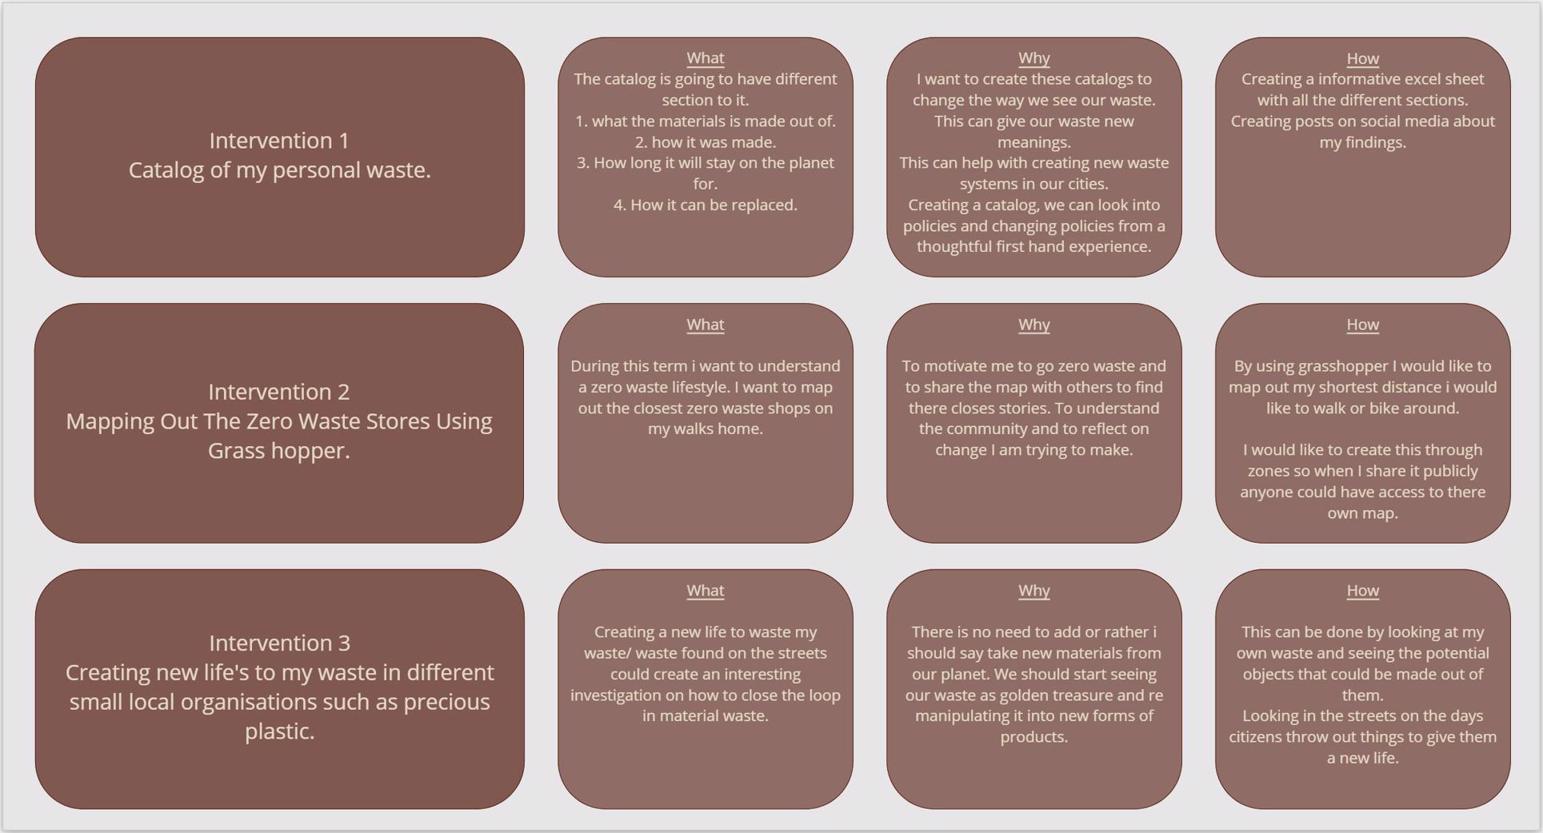 Intervention 1
Catalog of my personal waste.
What
The catalog is going to have different
section to it.
1. what the materials is made out of.
2. how it was made.
3. How long it will stay on the planet
for.
4. How it can be replaced.
Why
I want to create these catalogs to
change the way we see our waste.
This can give our waste new
meanings.
This can help with creating new waste
systems in our cities.
Creating a catalog, we can look into
policies and changing policies from a
thoughtful first hand experience.
How
Creating a informative excel sheet
with all the different sections.
Creating posts on social media about
my findings.
Intervention 2
Mapping Out The Zero Waste Stores Using
Grass hopper.
What
During this term i want to understand
a zero waste lifestyle. I want to map
out the closest zero waste shops on
my walks home.
Why
To motivate me to go zero waste and
to share the map with others to find
there closes stories. To understand
the community and to reflect on
change I am trying to make.
How
By using grasshopper I would like to
map out my shortest distance i would
like to walk or bike around.
I would like to create this through
zones so when I share it publicly
anyone could have access to there
own map.
Intervention 3
Creating new life's to my waste in different
small local organisations such as precious
plastic.
What
Creating a new life to waste my
waste/ waste found on the streets
could create an interesting
investigation on how to close the loop
in material waste.
Why
There is no need to add or rather i
should say take new materials from
our planet. We should start seeing
our waste as golden treasure and re
manipulating it into new forms of
products.
How
This can be done by looking at my
own waste and seeing the potential
objects that could be made out of
them.
Looking in the streets on the days
citizens throw out things to give them
a new life.